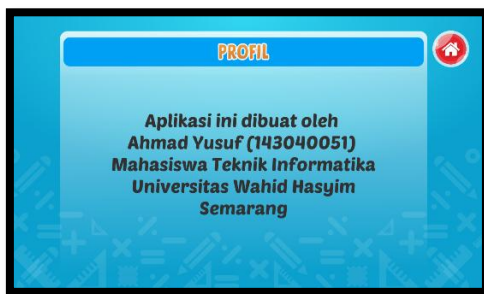 PROFIL
Aplikasi ini dibuat oleh
Ahmad Yusuf (143040051)
Mahasiswa Teknik Informatika
Universitas Wahid Hasyim
Semarang